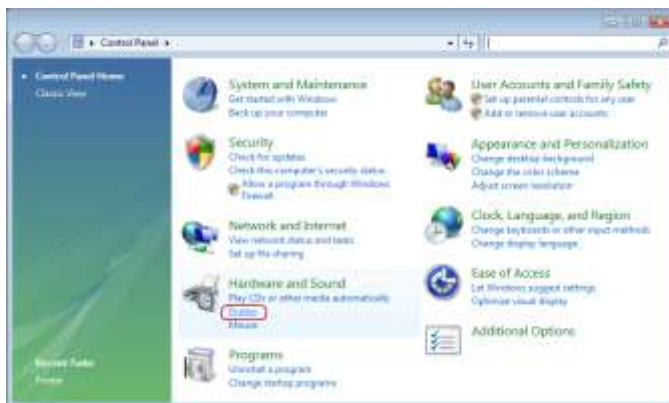 Control Panel
Control Panel Home
Classic View
System and Maintenance
Get started with Windows
Back up your computer
Security
Check for updates
Check this computer's security status
Allow a program through Windows
Firewall
Network and Internet
View network status and tasks
Set up file sharing
Hardware and Sound
Play CDs or other media automatically
Printer
Mouse
Programs
Uninstall a program
Change startup programs
User Accounts and Family Safety
Set up parental controls for any user
Add or remove user accounts
Appearance and Personalization
Change desktop background
Change the color scheme
Adjust screen resolution
Clock, Language, and Region
Change keyboards or other input methods
Change display language
Ease of Access
Let Windows suggest settings
Optimize visual display
Additional Options
Recent Tasks
Printer